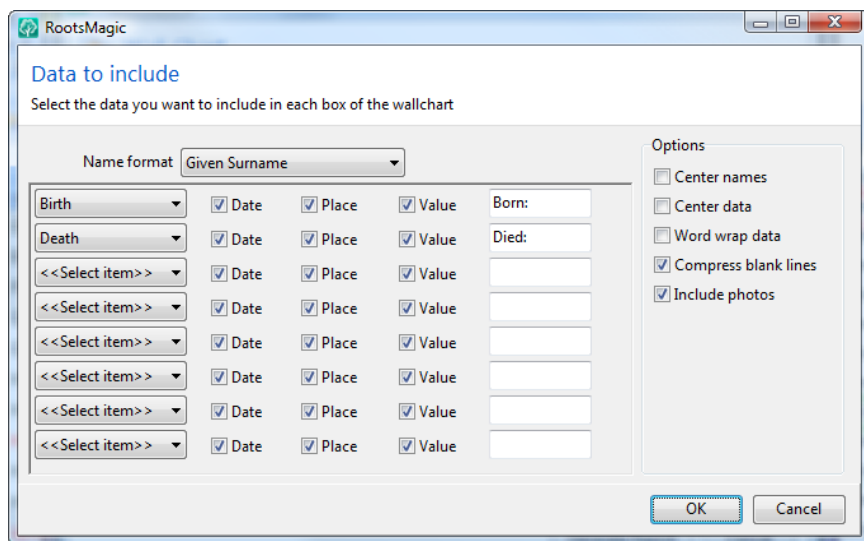 RootsMagic
Data to include
Select the data you want to include in each box of the wallchart
Name format Given Surname
Birth Date Place Value Born:
Death Date Place Value Died:
<<Select item>> Date Place Value
<<Select item>> Date Place Value
<<Select item>> Date Place Value
<<Select item>> Date Place Value
<<Select item>> Date Place Value
<<Select item>> Date Place Value
Options
Center names
Center data
Word wrap data
Compress blank lines
Include photos
OK Cancel